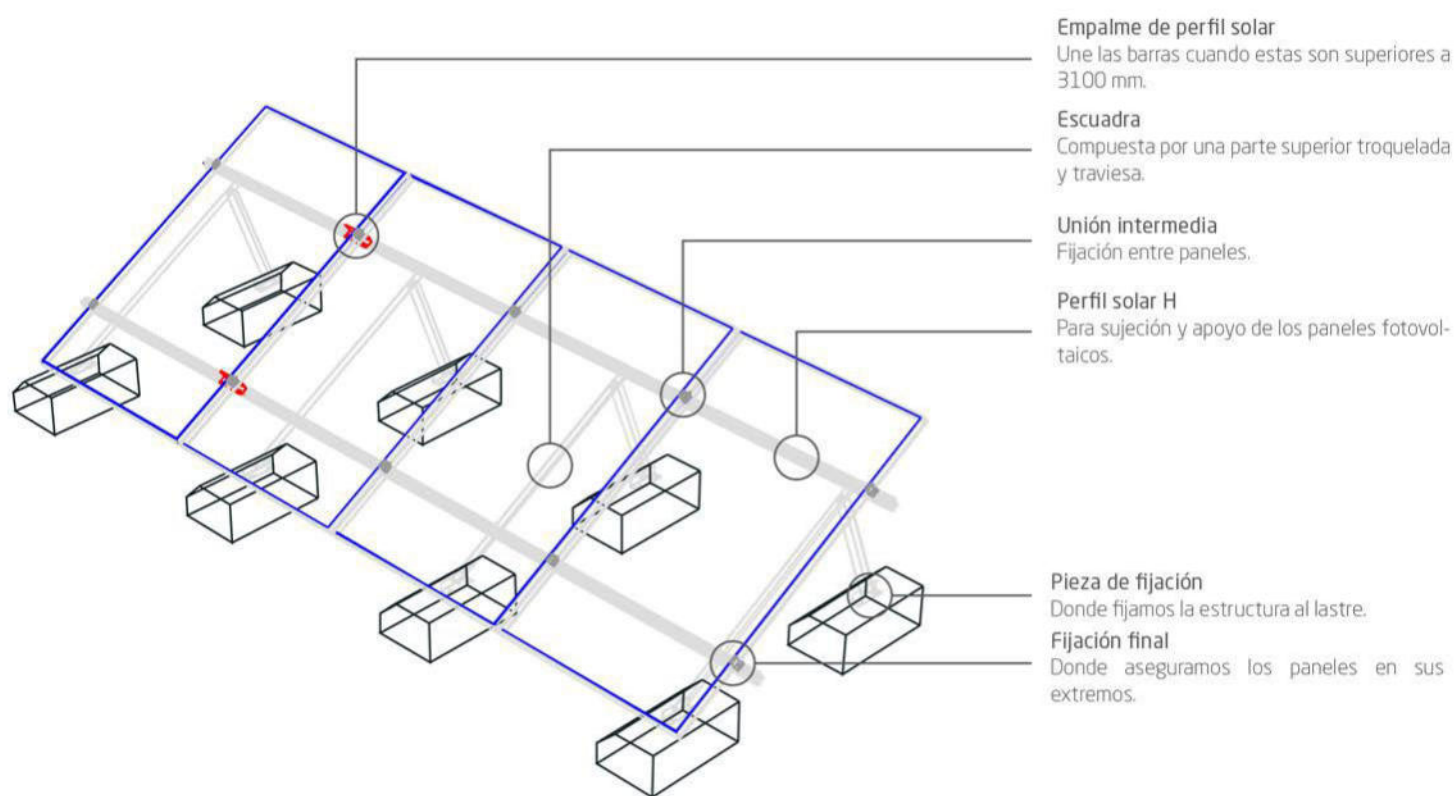 Empalme de perfil solar
Une las barras cuando estas son superiores a
3100 mm.
Escuadra
Compuesta por una parte superior troquelada
y traviesa.
Unión intermedia
Fijación entre paneles.
Perfil solar H
Para sujeción y apoyo de los paneles fotovol-
taicos.
Pieza de fijación
Donde fijamos la estructura al lastre.
Fijación final
Donde aseguramos los paneles en sus
extremos.